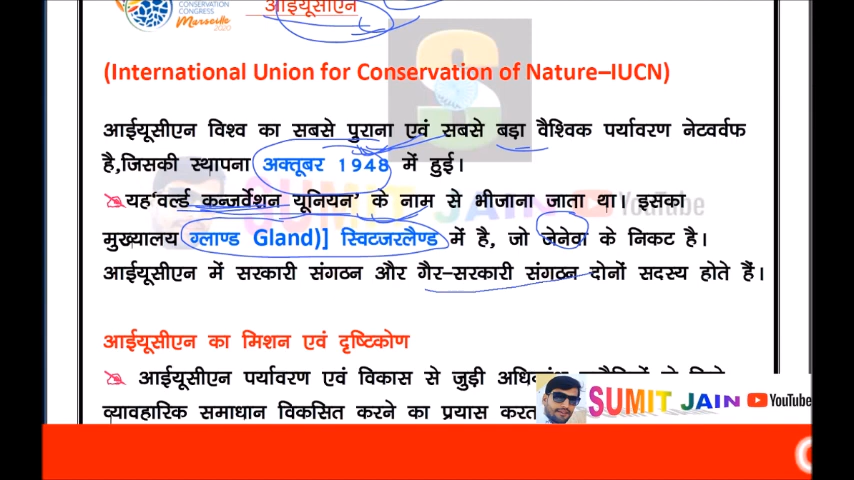 CONSERVATION
CONGRESS
Marseille
2020
आईयूसीएन
(International Union for Conservation of Nature–IUCN)
आईयूसीएन विश्व का सबसे पुराना एवं सबसे बड़ा वैश्विक पर्यावरण नेटवर्वफ
है,जिसकी स्थापना अक्तूबर 1948 में हुई।
यह‘वर्ल्ड कन्जर्वेशन यूनियन’ के नाम से भीजाना जाता था। इसका
मुख्यालय ग्लाण्ड Gland)] स्विटजरलैण्ड में है, जो जेनेवा के निकट है।
आईयूसीएन में सरकारी संगठन और गैर–सरकारी संगठन दोनों सदस्य होते हैं।
आईयूसीएन का मिशन एवं दृष्टिकोण
आईयूसीएन पर्यावरण एवं विकास से जुड़ी
व्यावहारिक समाधान विकसित करने का प्रयास
SUMIT JAIN YouTube
SUMIT JAIN YouTube